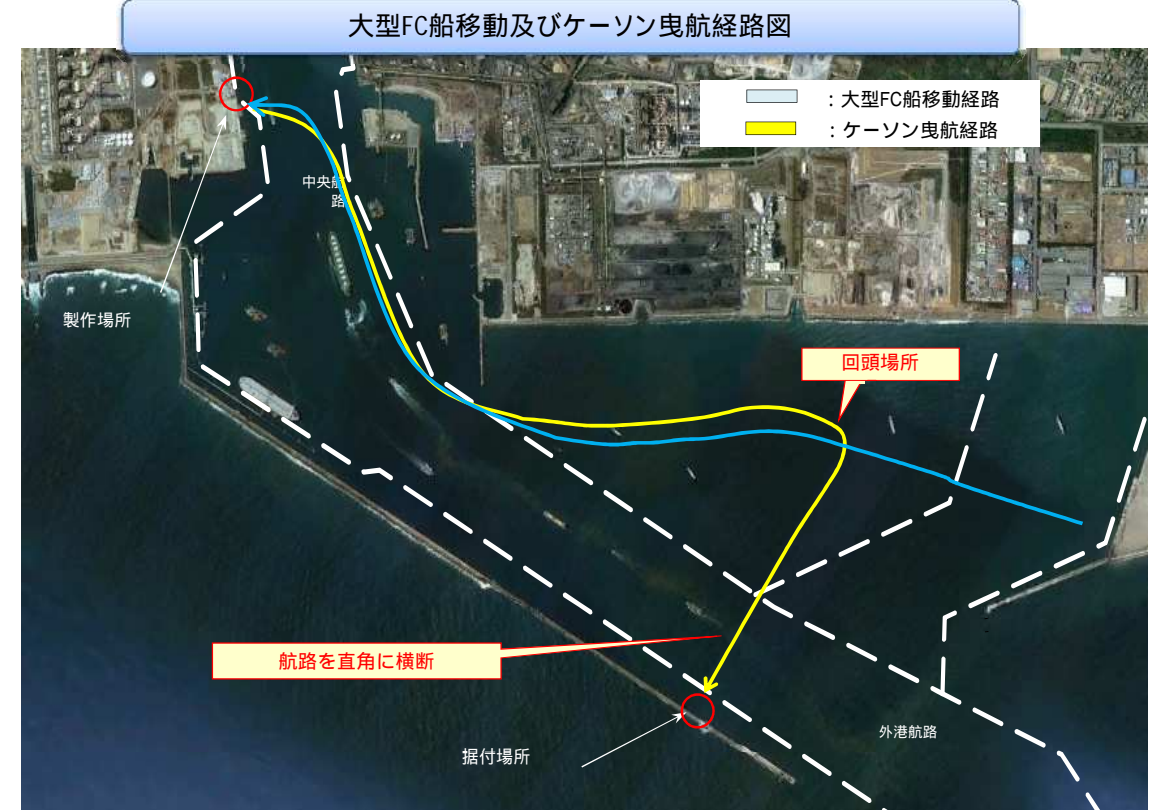 大型FC船移動及びケーソン曳航経路図
：大型FC船移動経路
：ケーソン曳航経路
中央航
路
製作場所
回頭場所
航路を直角に横断
外港航路
据付場所